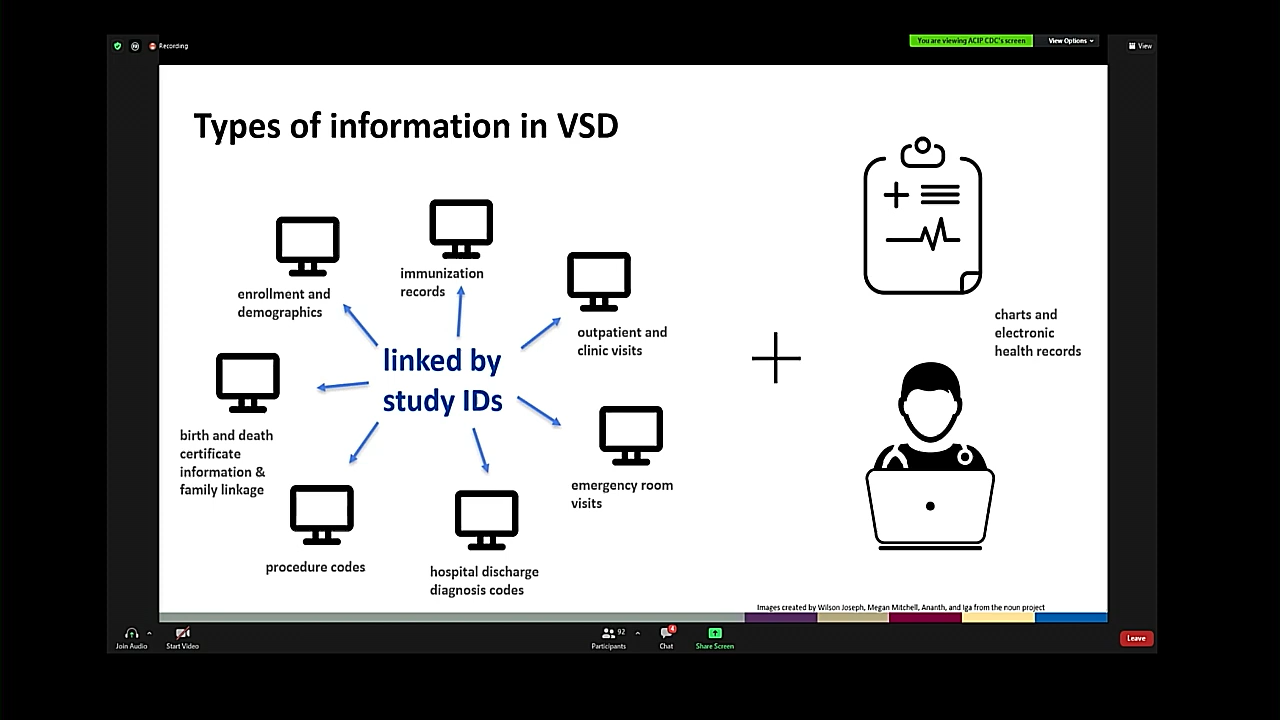 Recording
You are viewing ACIP CDC's screen
View Options
View
Types of information in VSD
immunization
records
enrollment and
demographics
outpatient and
clinic visits
charts and
electronic
health records
linked by
study IDs
birth and death
certificate
information &
family linkage
emergency room
visits
procedure codes
hospital discharge
diagnosis codes
Images created by Wilson Joseph, Megan Mitchell, Ananth, and Iga from the noun project
Join Audio
Start Video
92
Participants
4
Chat
Share Screen
Leave